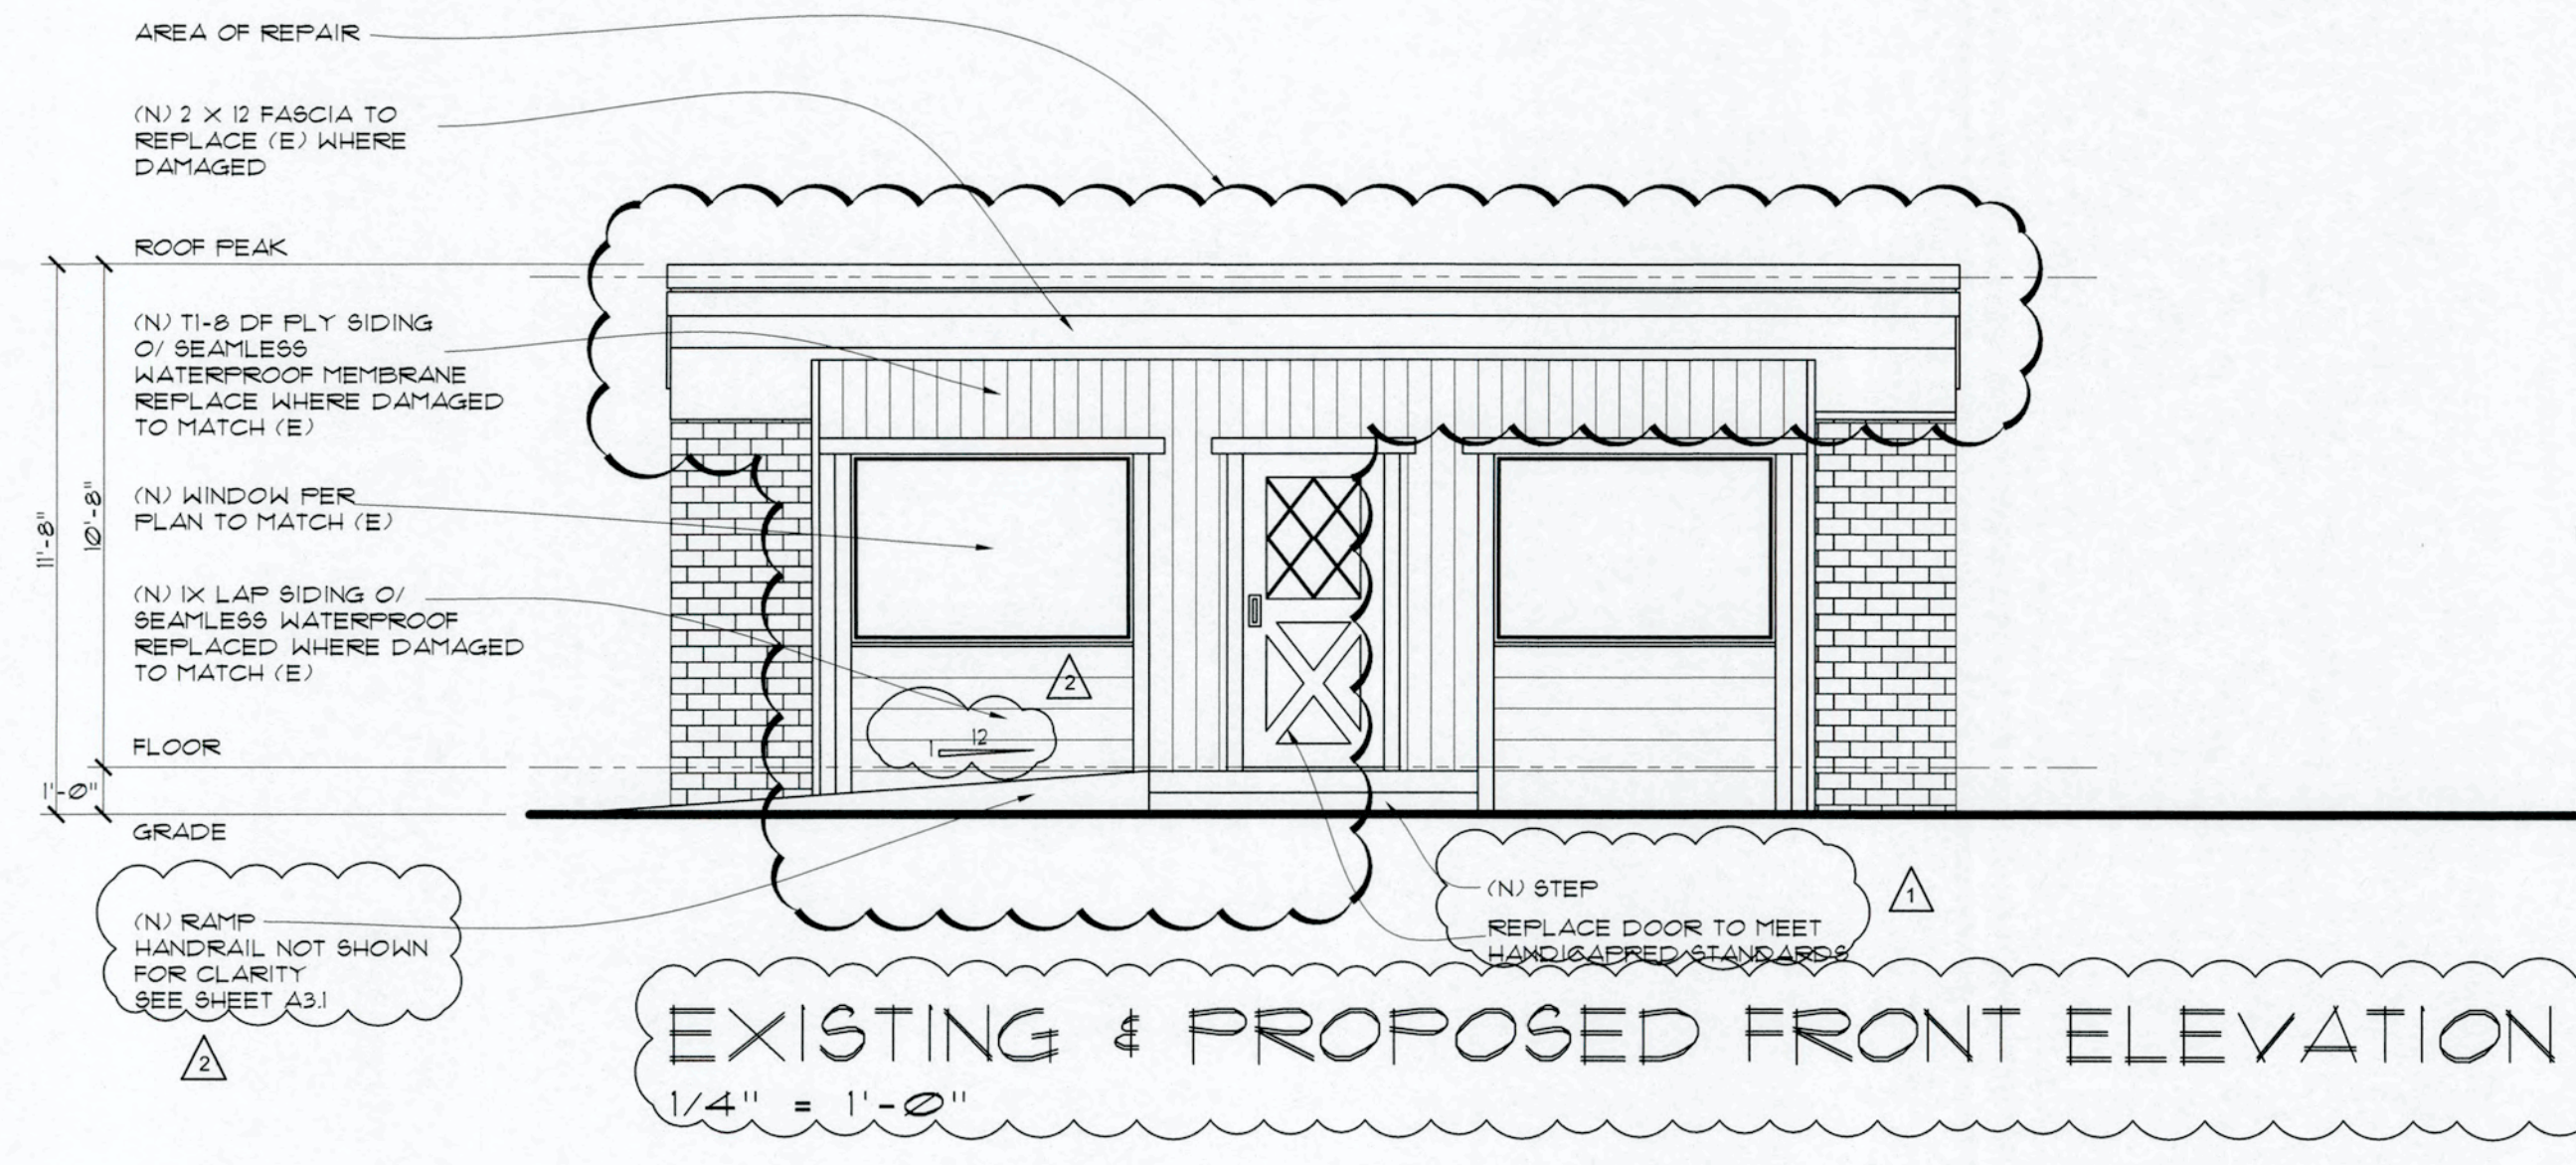 AREA OF REPAIR
(N) 2 X 12 FASCIA TO
REPLACE (E) WHERE
DAMAGED
ROOF PEAK
(N) T1-8 DF PLY SIDING
O/ SEAMLESS
WATERPROOF MEMBRANE
REPLACE WHERE DAMAGED
TO MATCH (E)
11'-8"
10'-8"
(N) WINDOW PER
PLAN TO MATCH (E)
(N) 1X LAP SIDING O/
SEAMLESS WATERPROOF
REPLACED WHERE DAMAGED
TO MATCH (E)
2
1 12
FLOOR
1'-0"
GRADE
(N) RAMP
HANDRAIL NOT SHOWN
FOR CLARITY
SEE SHEET A3.1
2
(N) STEP
REPLACE DOOR TO MEET
HANDICAPPED STANDARDS
1
EXISTING & PROPOSED FRONT ELEVATION
1/4" = 1'-0"